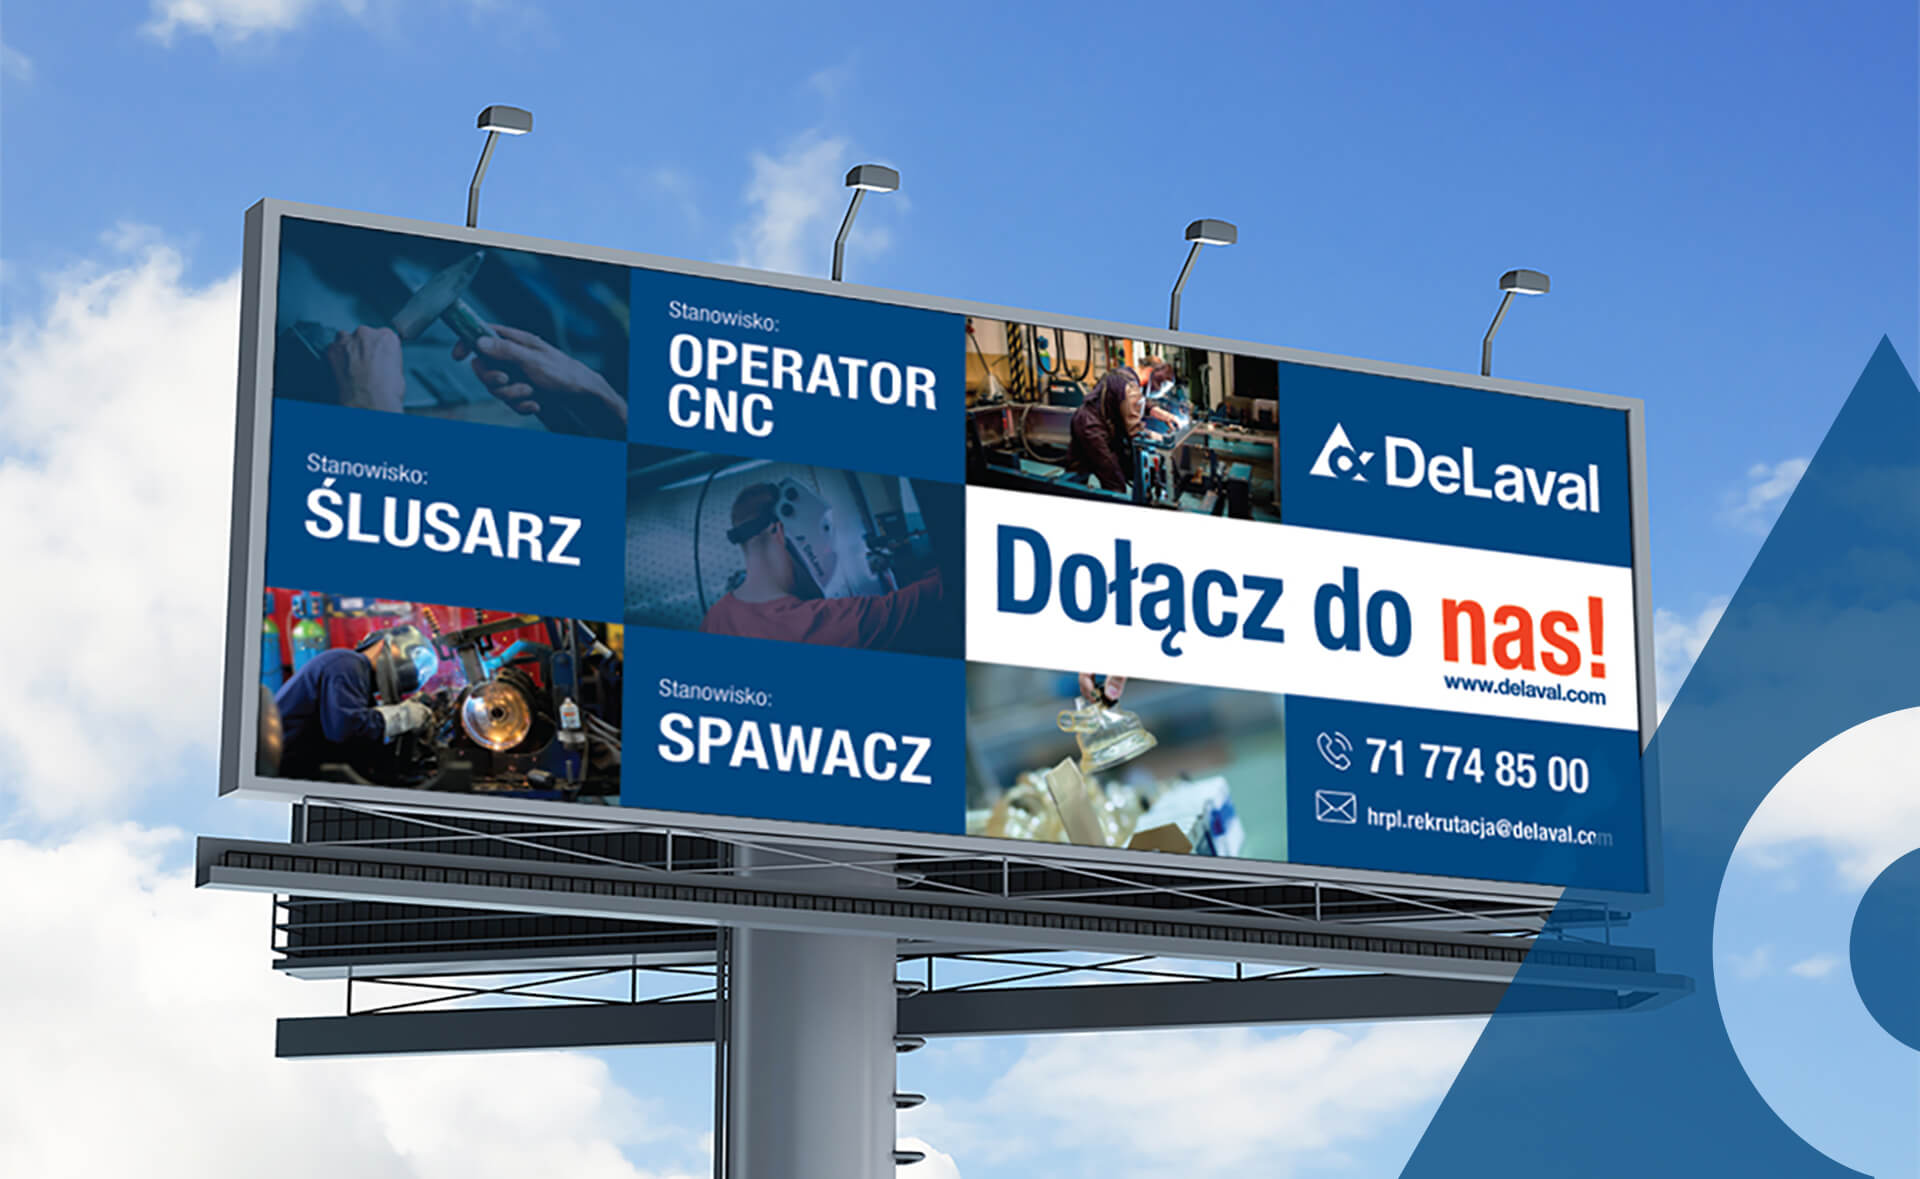 Stanowisko:
OPERATOR
CNC
Stanowisko:
ŚLUSARZ
Stanowisko:
SPAWACZ
DeLaval
Dołącz do nas!
www.delaval.com
71 774 85 00
hrpl.rekrutacja@delaval.com